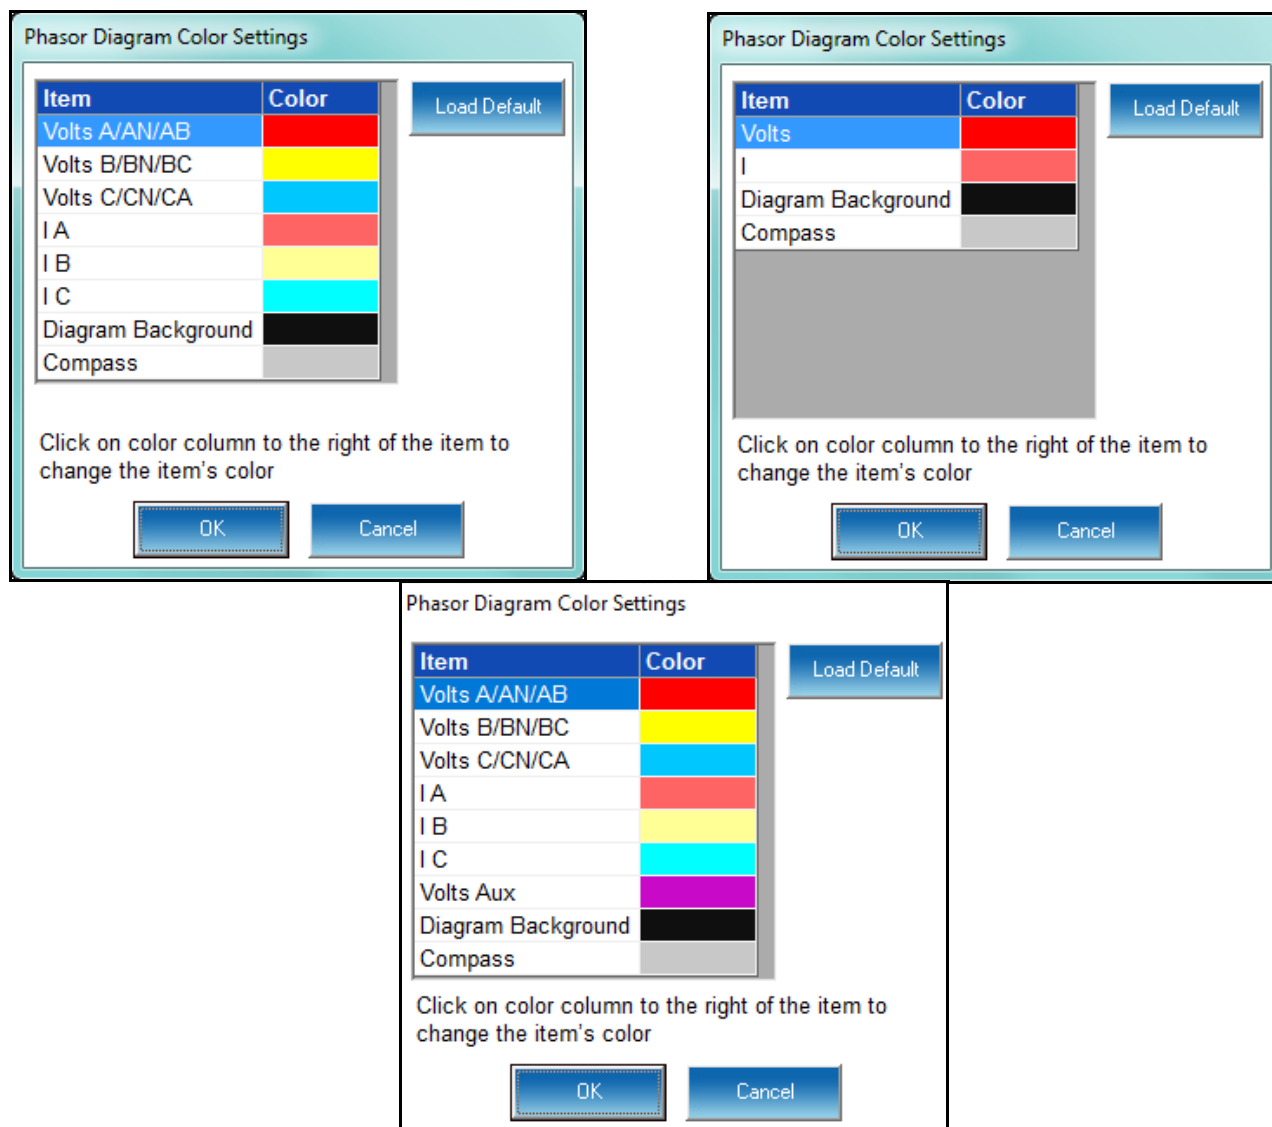 Phasor Diagram Color Settings
Item Color
Load Default
Volts A/AN/AB
Volts B/BN/BC
Volts C/CN/CA
I A
I B
I C
Diagram Background
Compass
Click on color column to the right of the item to
change the item's color
OK Cancel
Phasor Diagram Color Settings
Item Color
Load Default
Volts
I
Diagram Background
Compass
Click on color column to the right of the item to
change the item's color
OK Cancel
Phasor Diagram Color Settings
Item Color
Load Default
Volts A/AN/AB
Volts B/BN/BC
Volts C/CN/CA
I A
I B
I C
Volts Aux
Diagram Background
Compass
Click on color column to the right of the item to
change the item's color
OK Cancel